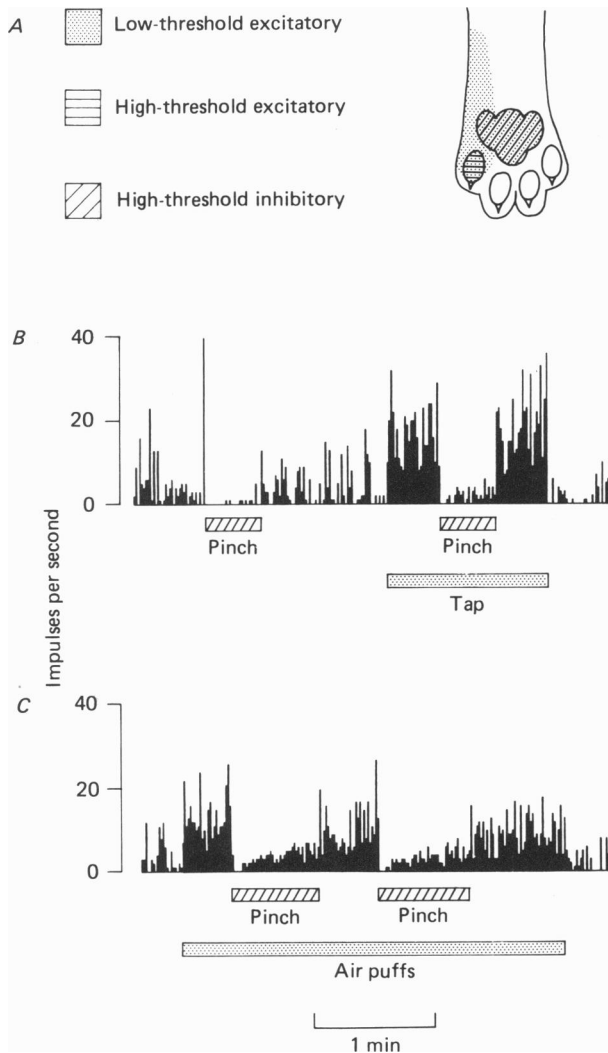 A
Low-threshold excitatory
High-threshold excitatory
High-threshold inhibitory
B
40
20
0
Pinch
Pinch
Tap
Impulses per second
C
40
20
0
Pinch
Pinch
Air puffs
1 min